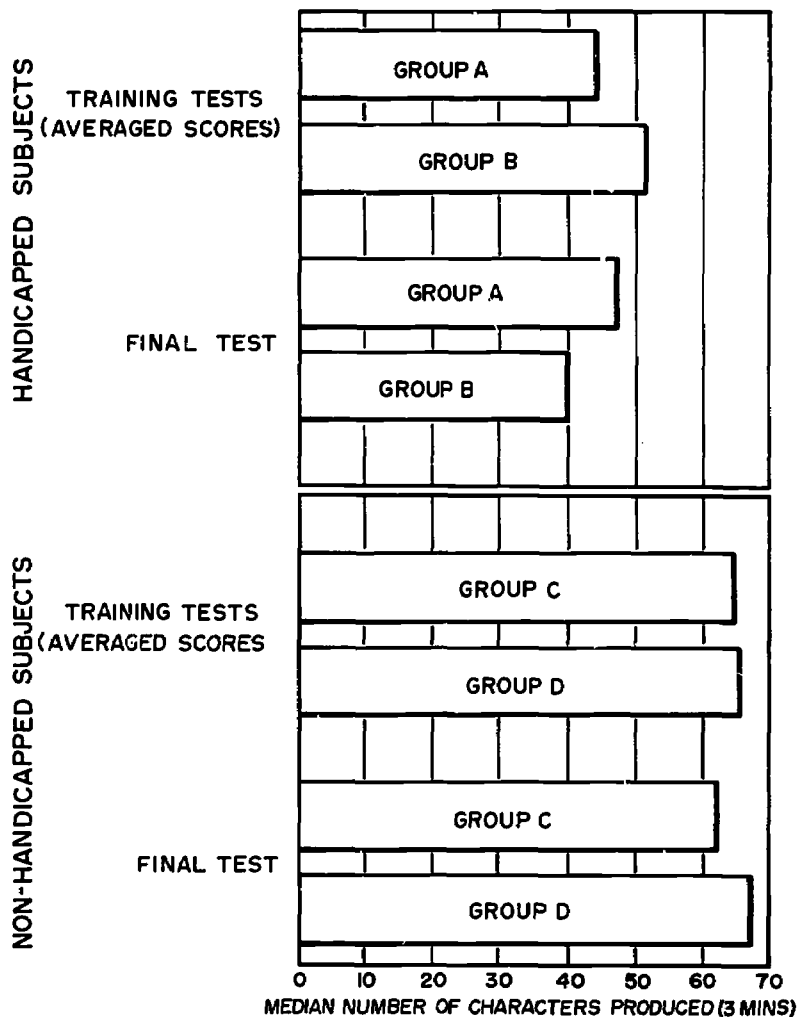 HANDICAPPED SUBJECTS
TRAINING TESTS
(AVERAGED SCORES)
GROUP A
GROUP B
FINAL TEST
GROUP A
GROUP B
NON-HANDICAPPED SUBJECTS
TRAINING TESTS
(AVERAGED SCORES
GROUP C
GROUP D
FINAL TEST
GROUP C
GROUP D
0 10 20 30 40 50 60 70
MEDIAN NUMBER OF CHARACTERS PRODUCED (3 MINS)